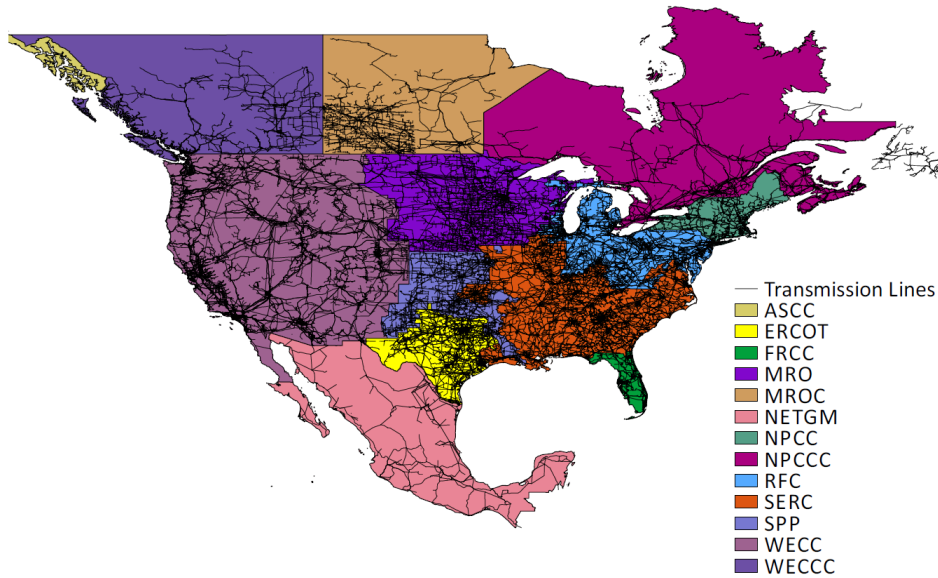 Transmission Lines
ASCC
ERCOT
FRCC
MRO
MROC
NETGM
NPCC
NPCCC
RFC
SERC
SPP
WECC
WECCC